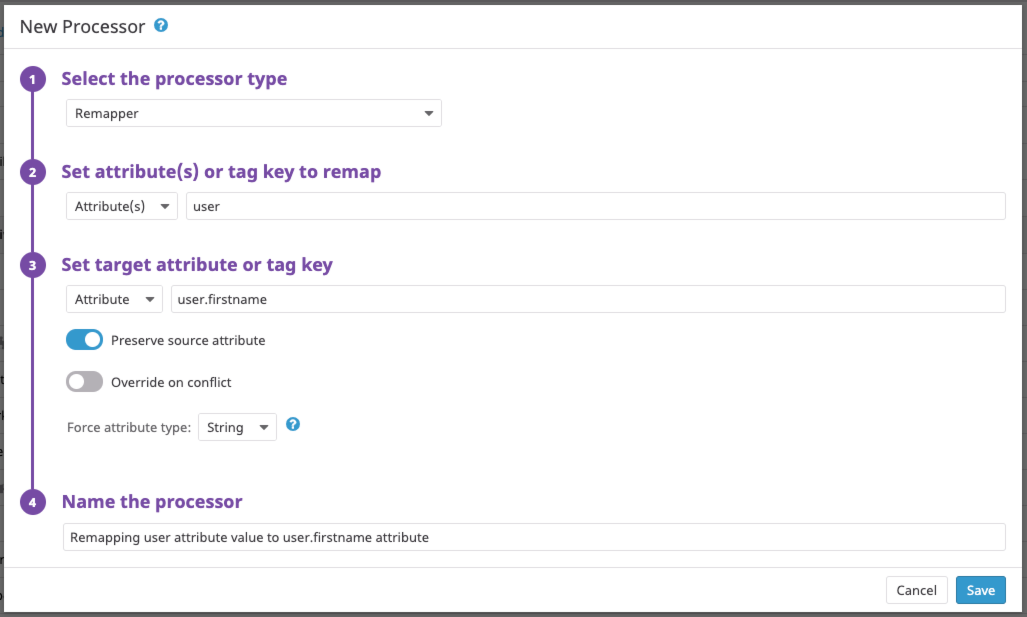 New Processor ?
1 Select the processor type
Remapper
2 Set attribute(s) or tag key to remap
Attribute(s) user
3 Set target attribute or tag key
Attribute user.firstname
Preserve source attribute
Override on conflict
Force attribute type: String ?
4 Name the processor
Remapping user attribute value to user.firstname attribute
Cancel Save